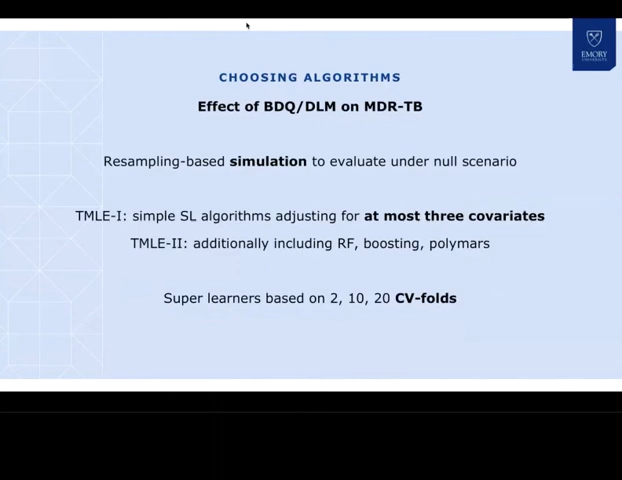 EMORY
UNIVERSITY
CHOOSING ALGORITHMS
Effect of BDQ/DLM on MDR-TB
Resampling-based simulation to evaluate under null scenario
TMLE-I: simple SL algorithms adjusting for at most three covariates
TMLE-II: additionally including RF, boosting, polymars
Super learners based on 2, 10, 20 CV-folds